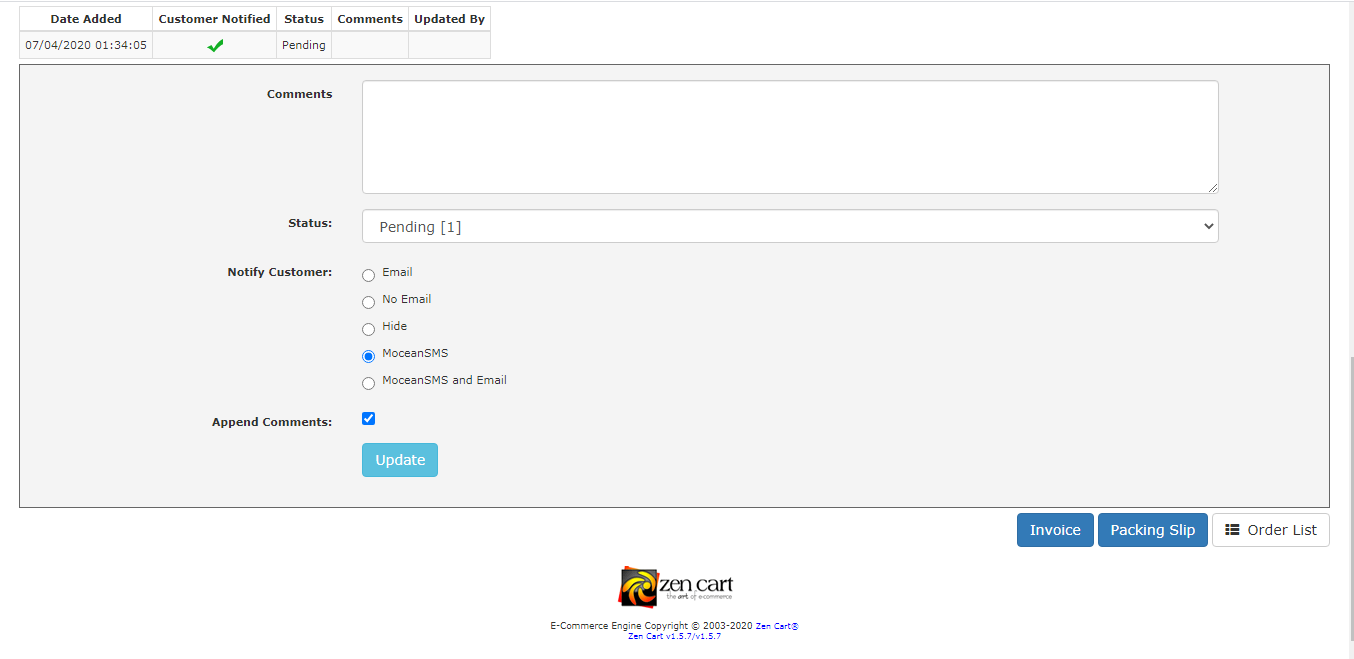 Date Added Customer Notified Status Comments Updated By
07/04/2020 01:34:05 Pending
Comments
Status: Pending [1]
Notify Customer: Email
No Email
Hide
MoceanSMS
MoceanSMS and Email
Append Comments:
Update
Invoice Packing Slip Order List
zen cart
the art of e-commerce
E-Commerce Engine Copyright © 2003-2020 Zen Cart®
Zen Cart v1.5.7/v1.5.7